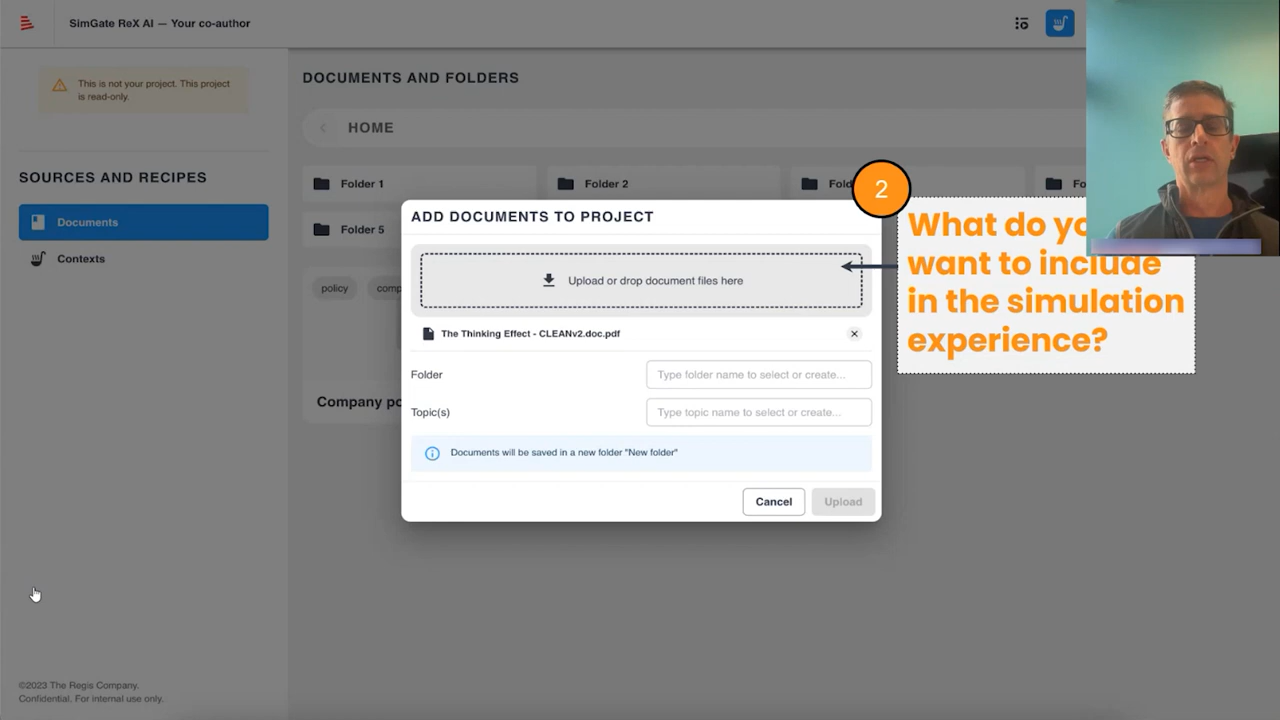 SimGate ReX AI — Your co-author
This is not your project. This project
is read-only.
SOURCES AND RECIPES
Documents
Contexts
©2023 The Regis Company.
Confidential. For internal use only.
DOCUMENTS AND FOLDERS
HOME
Folder 1
Folder 2
Folder 5
policy
Company
ADD DOCUMENTS TO PROJECT
Upload or drop document files here
The Thinking Effect - CLEANv2.doc.pdf
Folder
Type folder name to select or create...
Topic(s)
Type topic name to select or create...
Documents will be saved in a new folder "New folder"
Cancel
Upload
2
What do
want to include
in the simulation
experience?